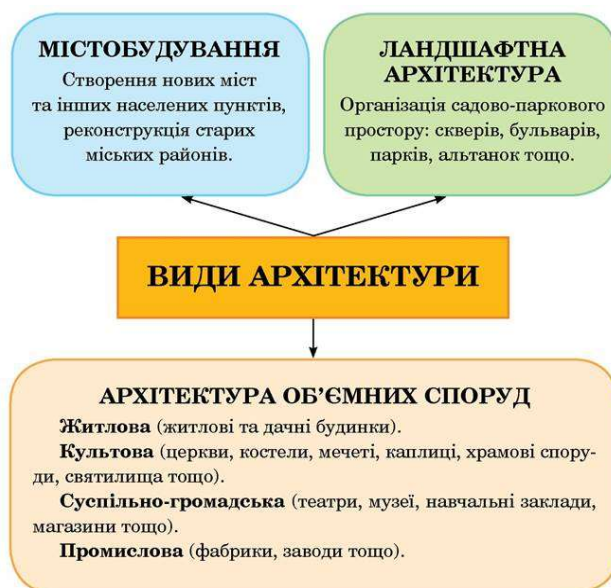 МІСТОБУДУВАННЯ
Створення нових міст
та інших населених пунктів,
реконструкція старих
міських районів.
ЛАНДШАФТНА
АРХІТЕКТУРА
Організація садово-паркового
простору: скверів, бульварів,
парків, альтанок тощо.
ВИДИ АРХІТЕКТУРИ
АРХІТЕКТУРА ОБ’ЄМНИХ СПОРУД
Житлова (житлові та дачні будинки).
Культова (церкви, костели, мечеті, каплиці, храмові спору-
ди, святилища тощо).
Суспільно-громадська (театри, музеї, навчальні заклади,
магазини тощо).
Промислова (фабрики, заводи тощо).